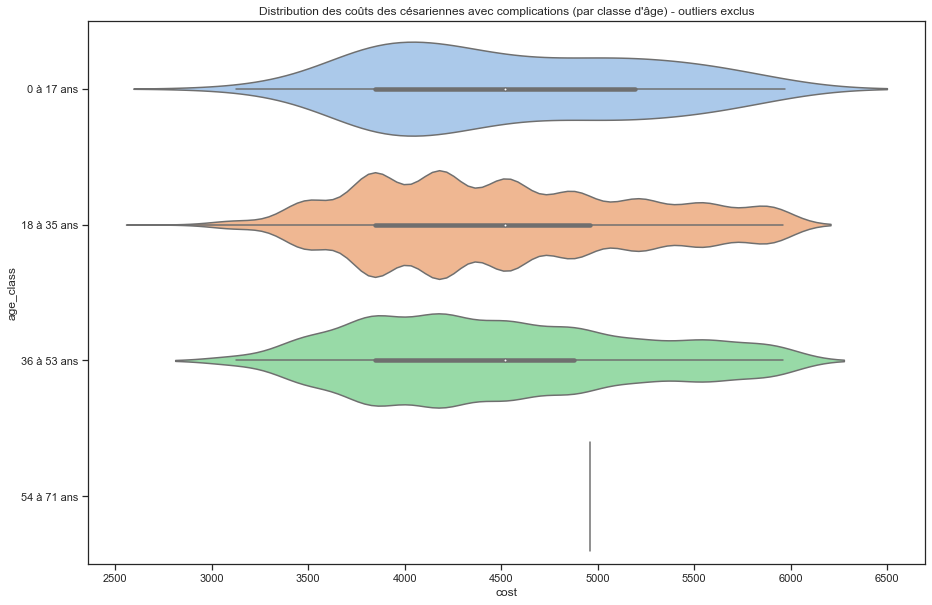 Distribution des coûts des césariennes avec complications (par classe d'âge) - outliers exclus
0 à 17 ans
18 à 35 ans
age_class
36 à 53 ans
54 à 71 ans
2500 3000 3500 4000 4500 5000 5500 6000 6500
cost